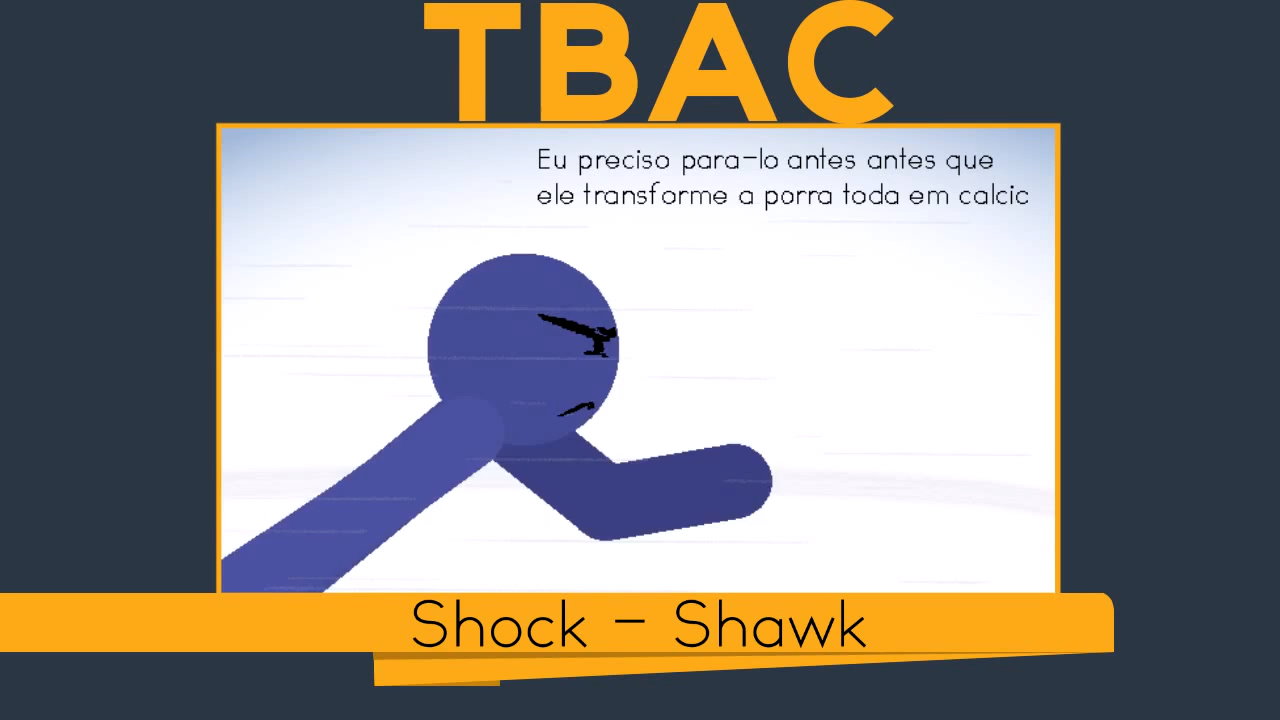 TBAC
Eu preciso para-lo antes antes que
ele transforme a porra toda em calcic
Shock - Shawk